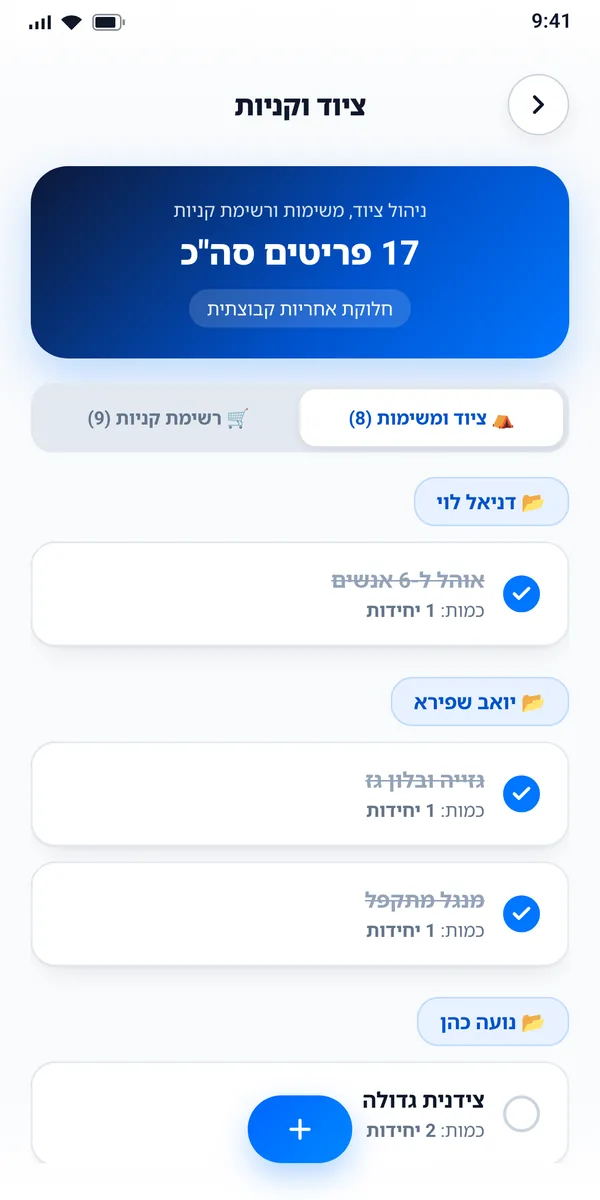 9:41
ציוד וקניות
ניהול ציוד, משימות ורשימת קניות
17 פריטים סה"כ
חלוקת אחריות קבוצתית
⛺ ציוד ומשימות (8)
🛒 רשימת קניות (9)
📂 דניאל לוי
אוהל ל-6 אנשים
כמות: 1 יחידות
📂 יואב שפירא
גזייה ובלון גז
כמות: 1 יחידות
מנגל מתקפל
כמות: 1 יחידות
📂 נועה כהן
צידנית גדולה
כמות: 2 יחידות
+